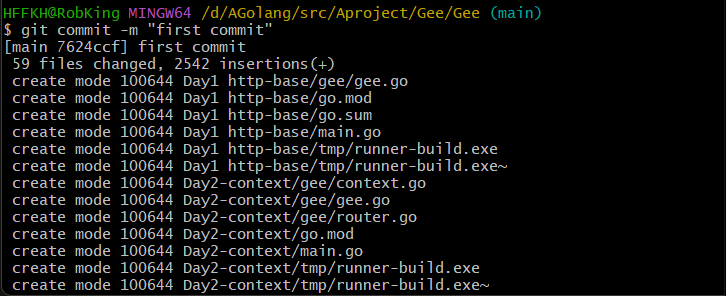 HFFKH@RobKing MINGW64 /d/AGolang/src/Aproject/Gee/Gee (main)
$ git commit -m "first commit"
[main 7624ccf] first commit
 59 files changed, 2542 insertions(+)
 create mode 100644 Day1 http-base/gee/gee.go
 create mode 100644 Day1 http-base/go.mod
 create mode 100644 Day1 http-base/go.sum
 create mode 100644 Day1 http-base/main.go
 create mode 100644 Day1 http-base/tmp/runner-build.exe
 create mode 100644 Day1 http-base/tmp/runner-build.exe~
 create mode 100644 Day2-context/gee/context.go
 create mode 100644 Day2-context/gee/gee.go
 create mode 100644 Day2-context/gee/router.go
 create mode 100644 Day2-context/go.mod
 create mode 100644 Day2-context/main.go
 create mode 100644 Day2-context/tmp/runner-build.exe
 create mode 100644 Day2-context/tmp/runner-build.exe~